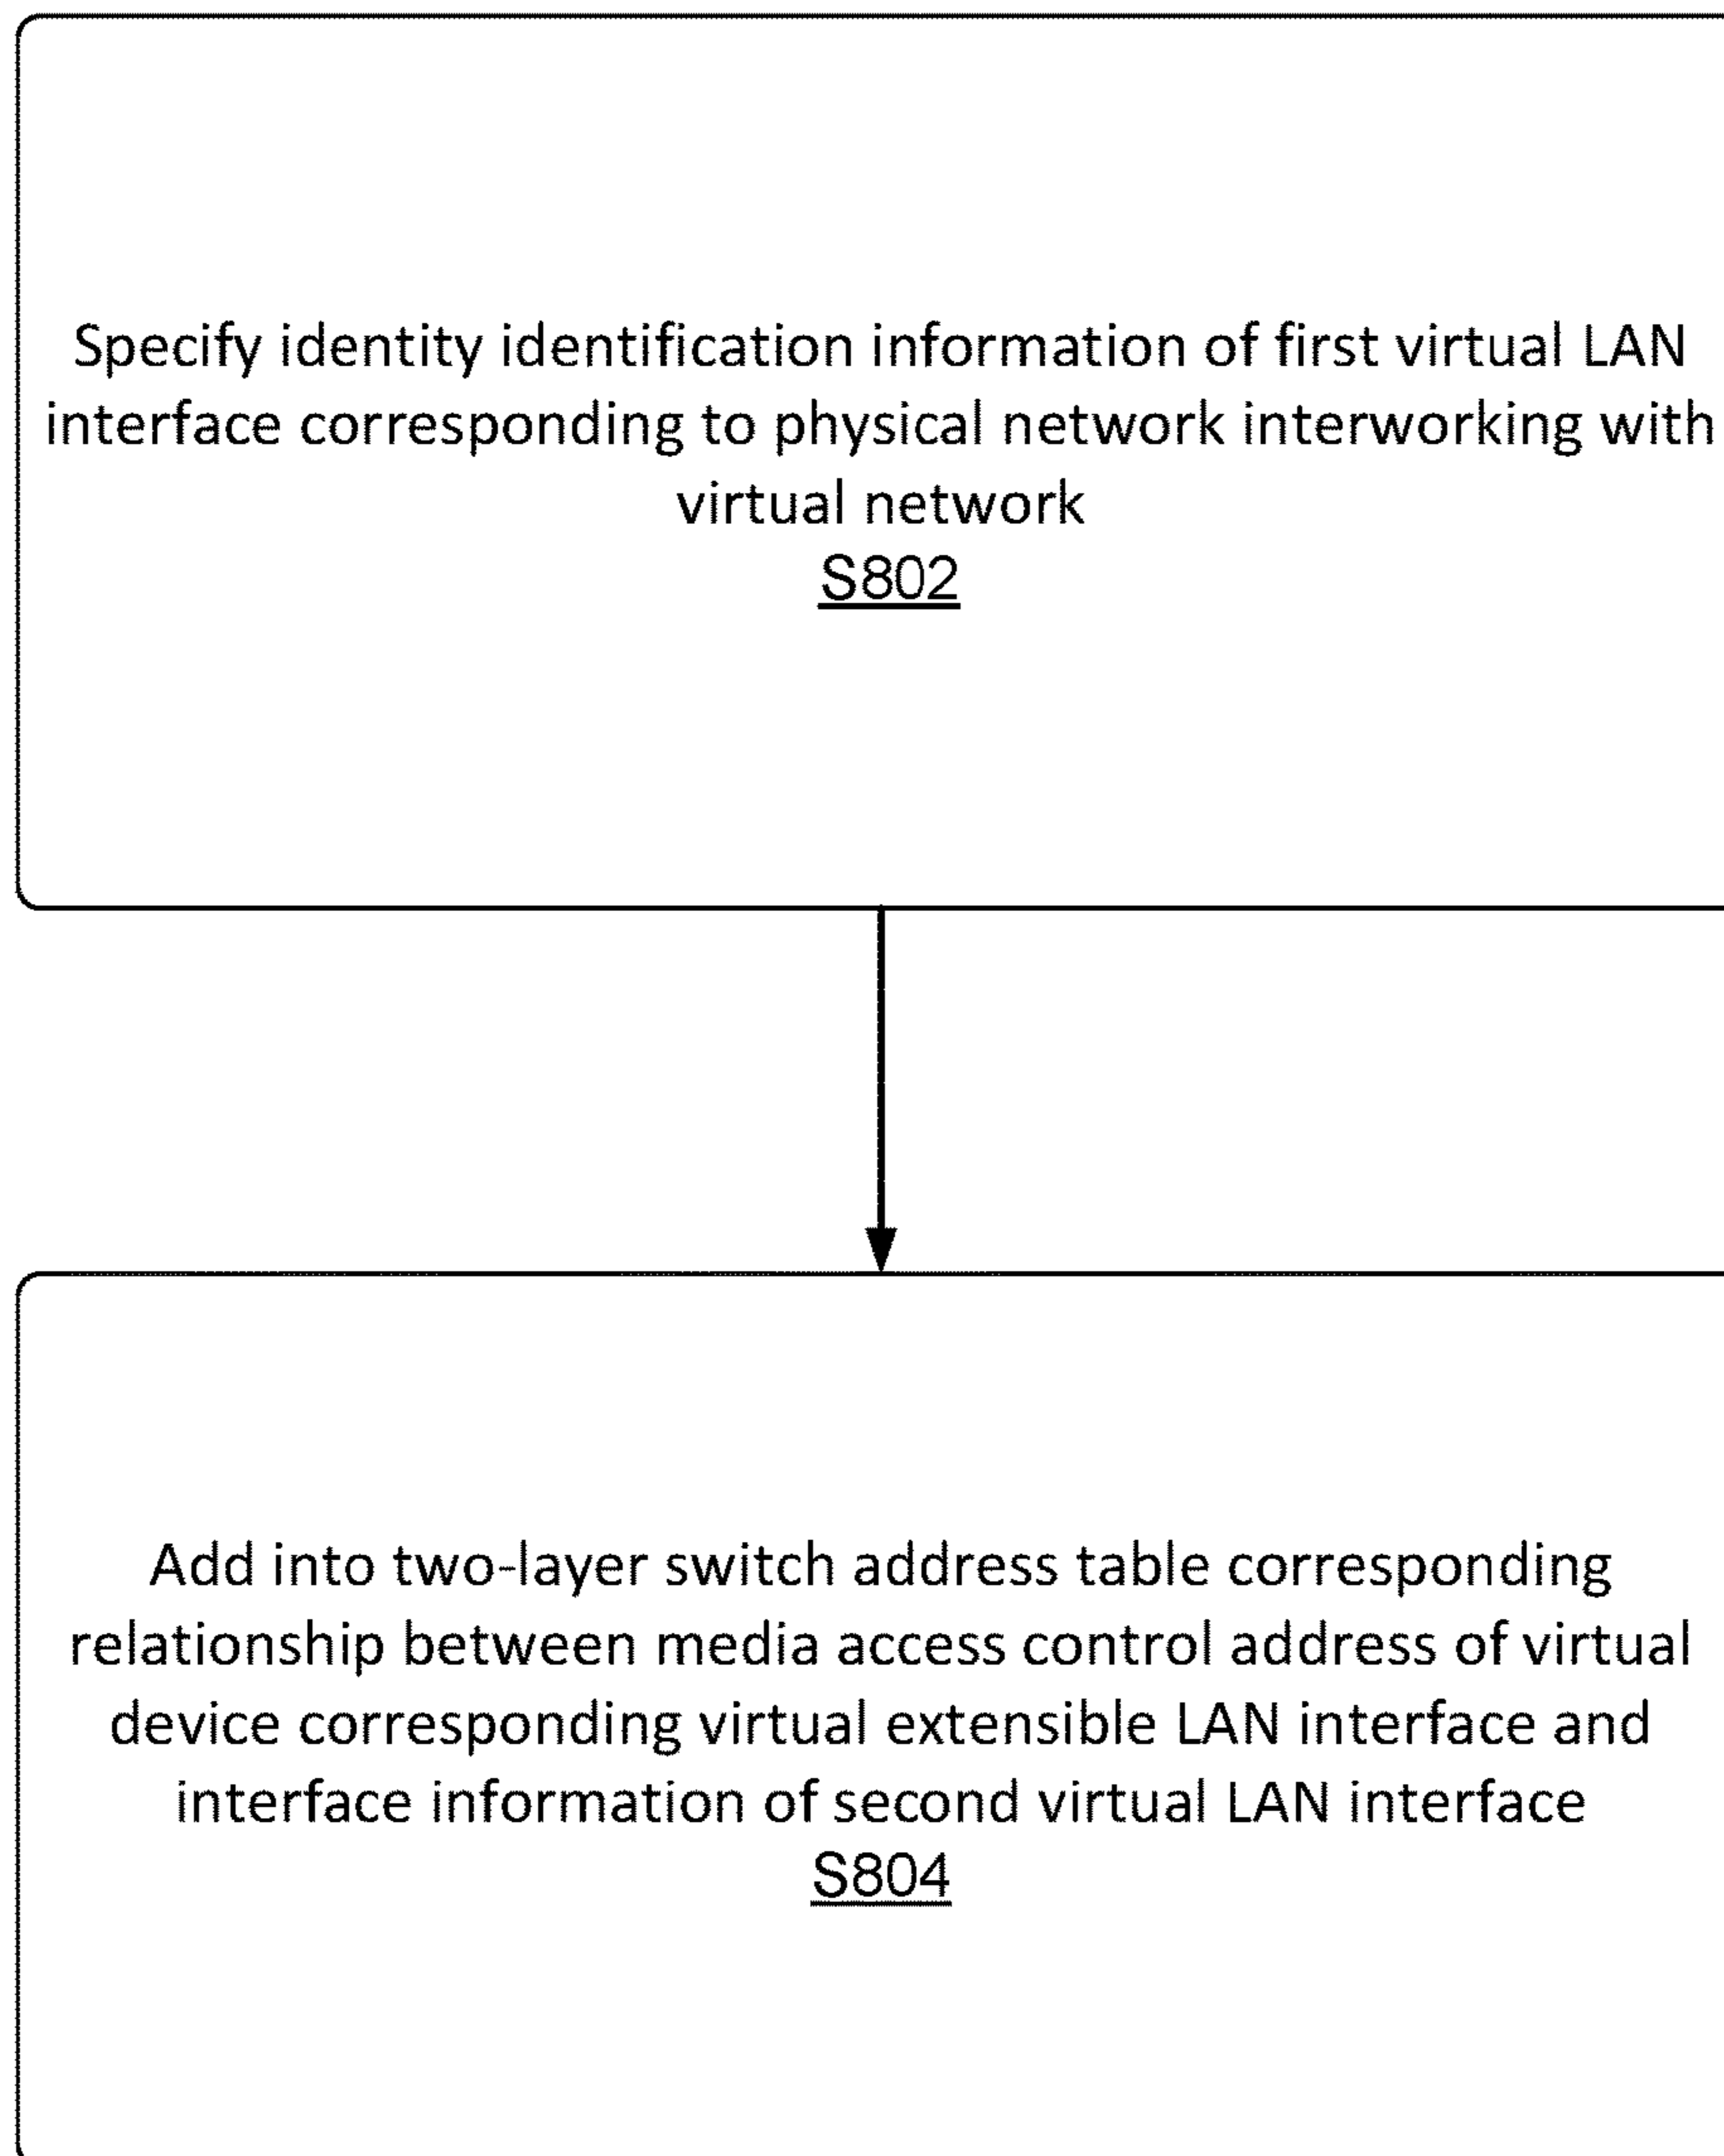 Specify identity identification information of first virtual LAN
interface corresponding to physical network interworking with
virtual network
S802
Add into two-layer switch address table corresponding
relationship between media access control address of virtual
device corresponding virtual extensible LAN interface and
interface information of second virtual LAN interface
S804